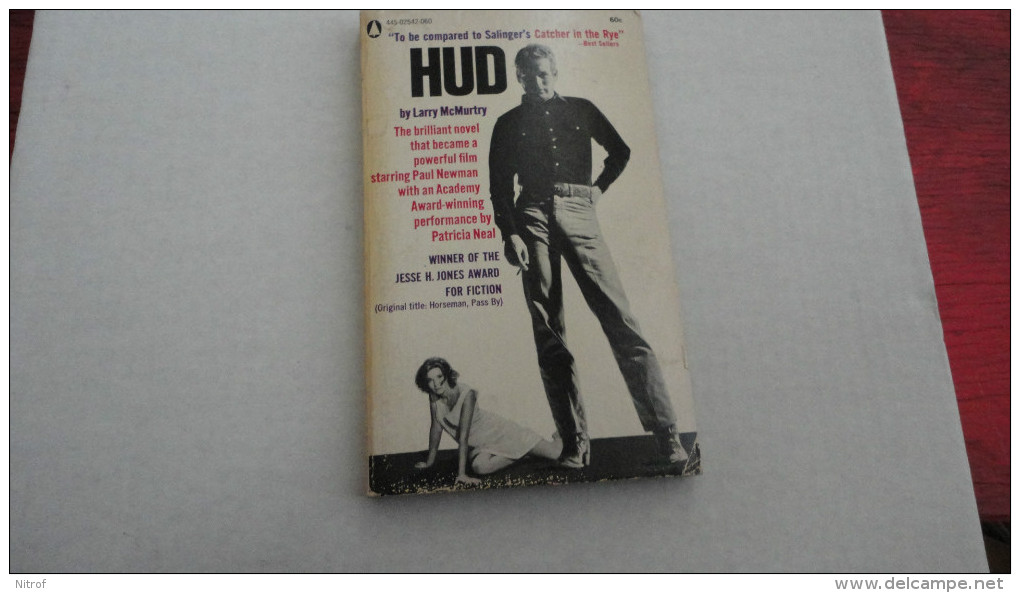 445-02542-060
60c
"To be compared to Salinger's Catcher in the Rye"
—Best Sellers
HUD
by Larry McMurtry
The brilliant novel
that became a
powerful film
starring Paul Newman
with an Academy
Award-winning
performance by
Patricia Neal
WINNER OF THE
JESSE H. JONES AWARD
FOR FICTION
(Original title: Horseman, Pass By)
Nitrof
www.delcampe.net